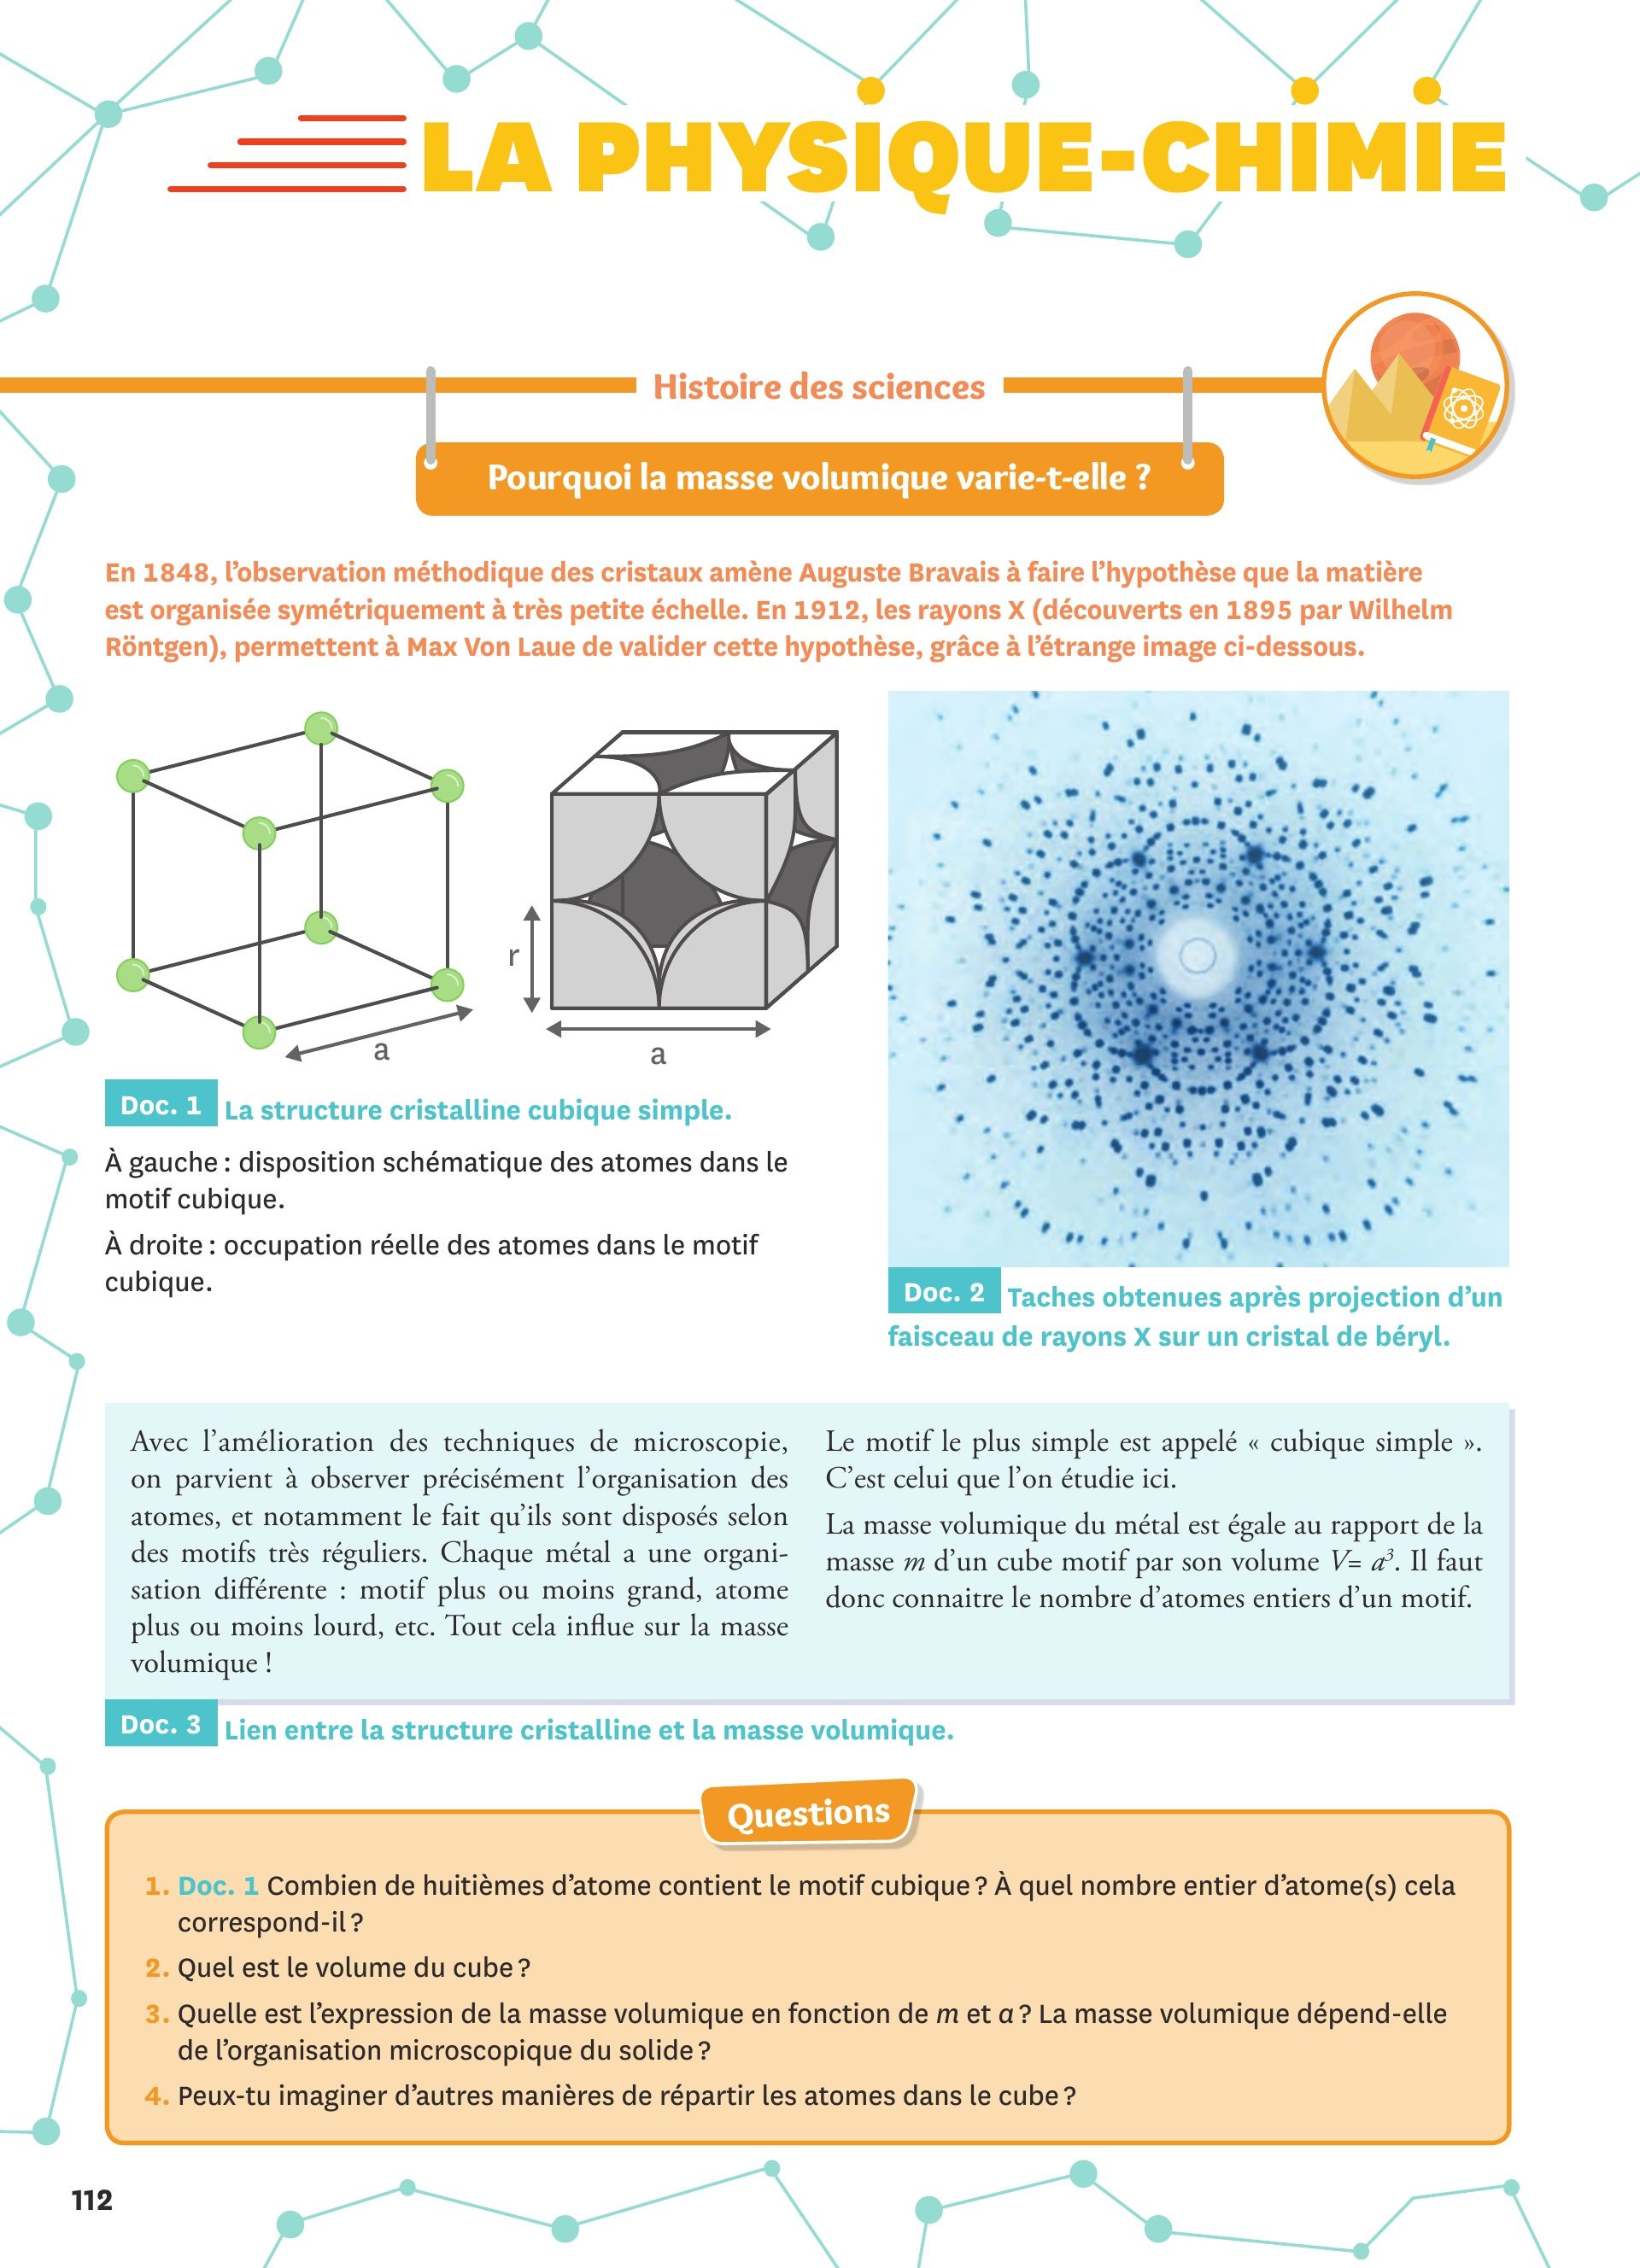 LA PHYSIQUE-CHIMIE
Histoire des sciences
Pourquoi la masse volumique varie-t-elle ?
En 1848, l’observation méthodique des cristaux amène Auguste Bravais à faire l’hypothèse que la matière
est organisée symétriquement à très petite échelle. En 1912, les rayons X (découverts en 1895 par Wilhelm
Röntgen), permettent à Max Von Laue de valider cette hypothèse, grâce à l’étrange image ci-dessous.
r
a
a
Doc. 1 La structure cristalline cubique simple.
À gauche : disposition schématique des atomes dans le
motif cubique.
À droite : occupation réelle des atomes dans le motif
cubique.
Doc. 2 Taches obtenues après projection d’un
faisceau de rayons X sur un cristal de béryl.
Avec l’amélioration des techniques de microscopie,
on parvient à observer précisément l’organisation des
atomes, et notamment le fait qu’ils sont disposés selon
des motifs très réguliers. Chaque métal a une organi-
sation différente : motif plus ou moins grand, atome
plus ou moins lourd, etc. Tout cela influe sur la masse
volumique !
Le motif le plus simple est appelé « cubique simple ».
C’est celui que l’on étudie ici.
La masse volumique du métal est égale au rapport de la
masse m d’un cube motif par son volume V= a³. Il faut
donc connaitre le nombre d’atomes entiers d’un motif.
Doc. 3 Lien entre la structure cristalline et la masse volumique.
Questions
1. Doc. 1 Combien de huitièmes d’atome contient le motif cubique ? À quel nombre entier d’atome(s) cela
correspond-il ?
2. Quel est le volume du cube ?
3. Quelle est l’expression de la masse volumique en fonction de m et a ? La masse volumique dépend-elle
de l’organisation microscopique du solide ?
4. Peux-tu imaginer d’autres manières de répartir les atomes dans le cube ?
112